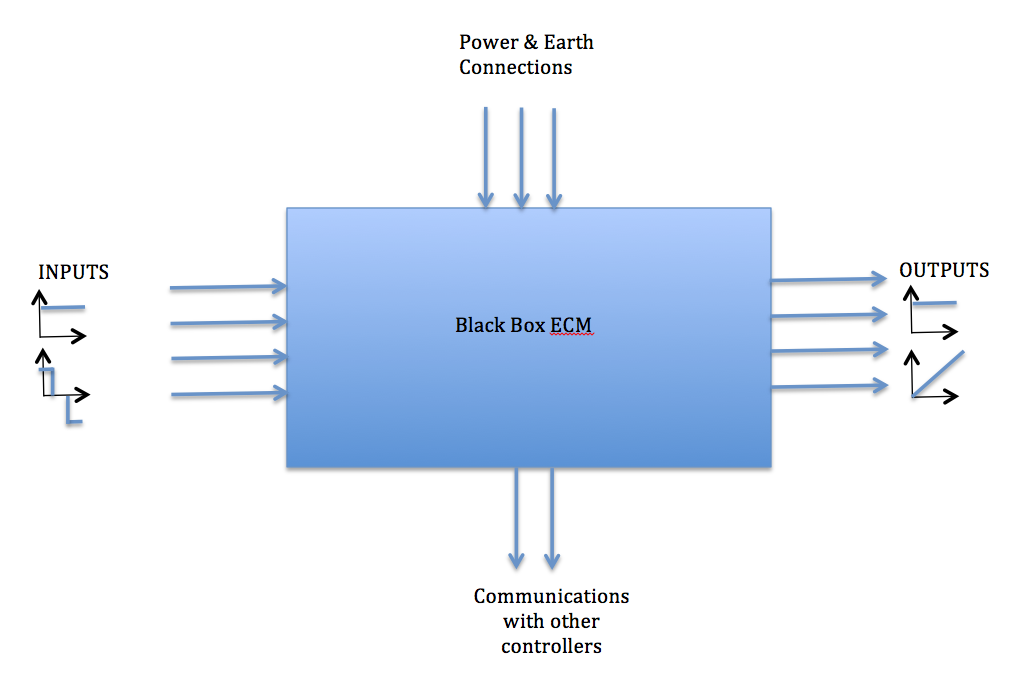 Power & Earth
Connections
INPUTS
OUTPUTS
Black Box ECM
Communications
with other
controllers